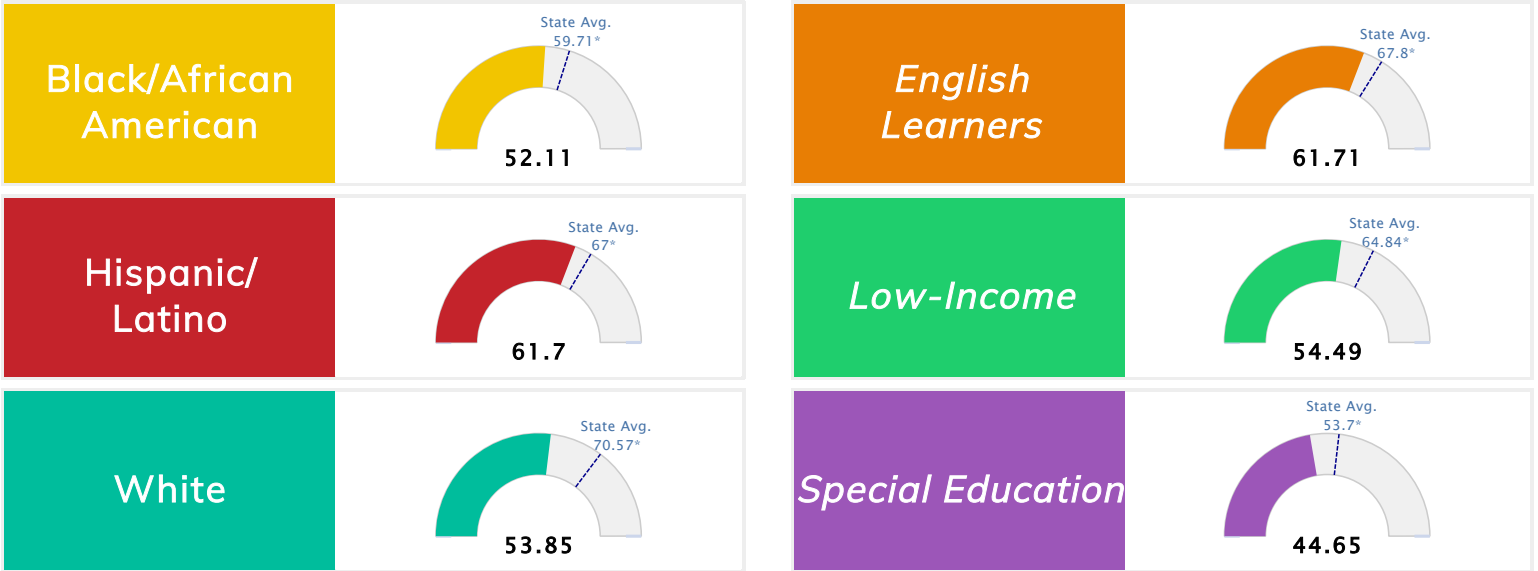 Black/African
American
State Avg.
59.71*
52.11
English
Learners
State Avg.
67.8*
61.71
Hispanic/
Latino
State Avg.
67*
61.7
Low-Income
State Avg.
64.84*
54.49
White
State Avg.
70.57*
53.85
Special Education
State Avg.
53.7*
44.65